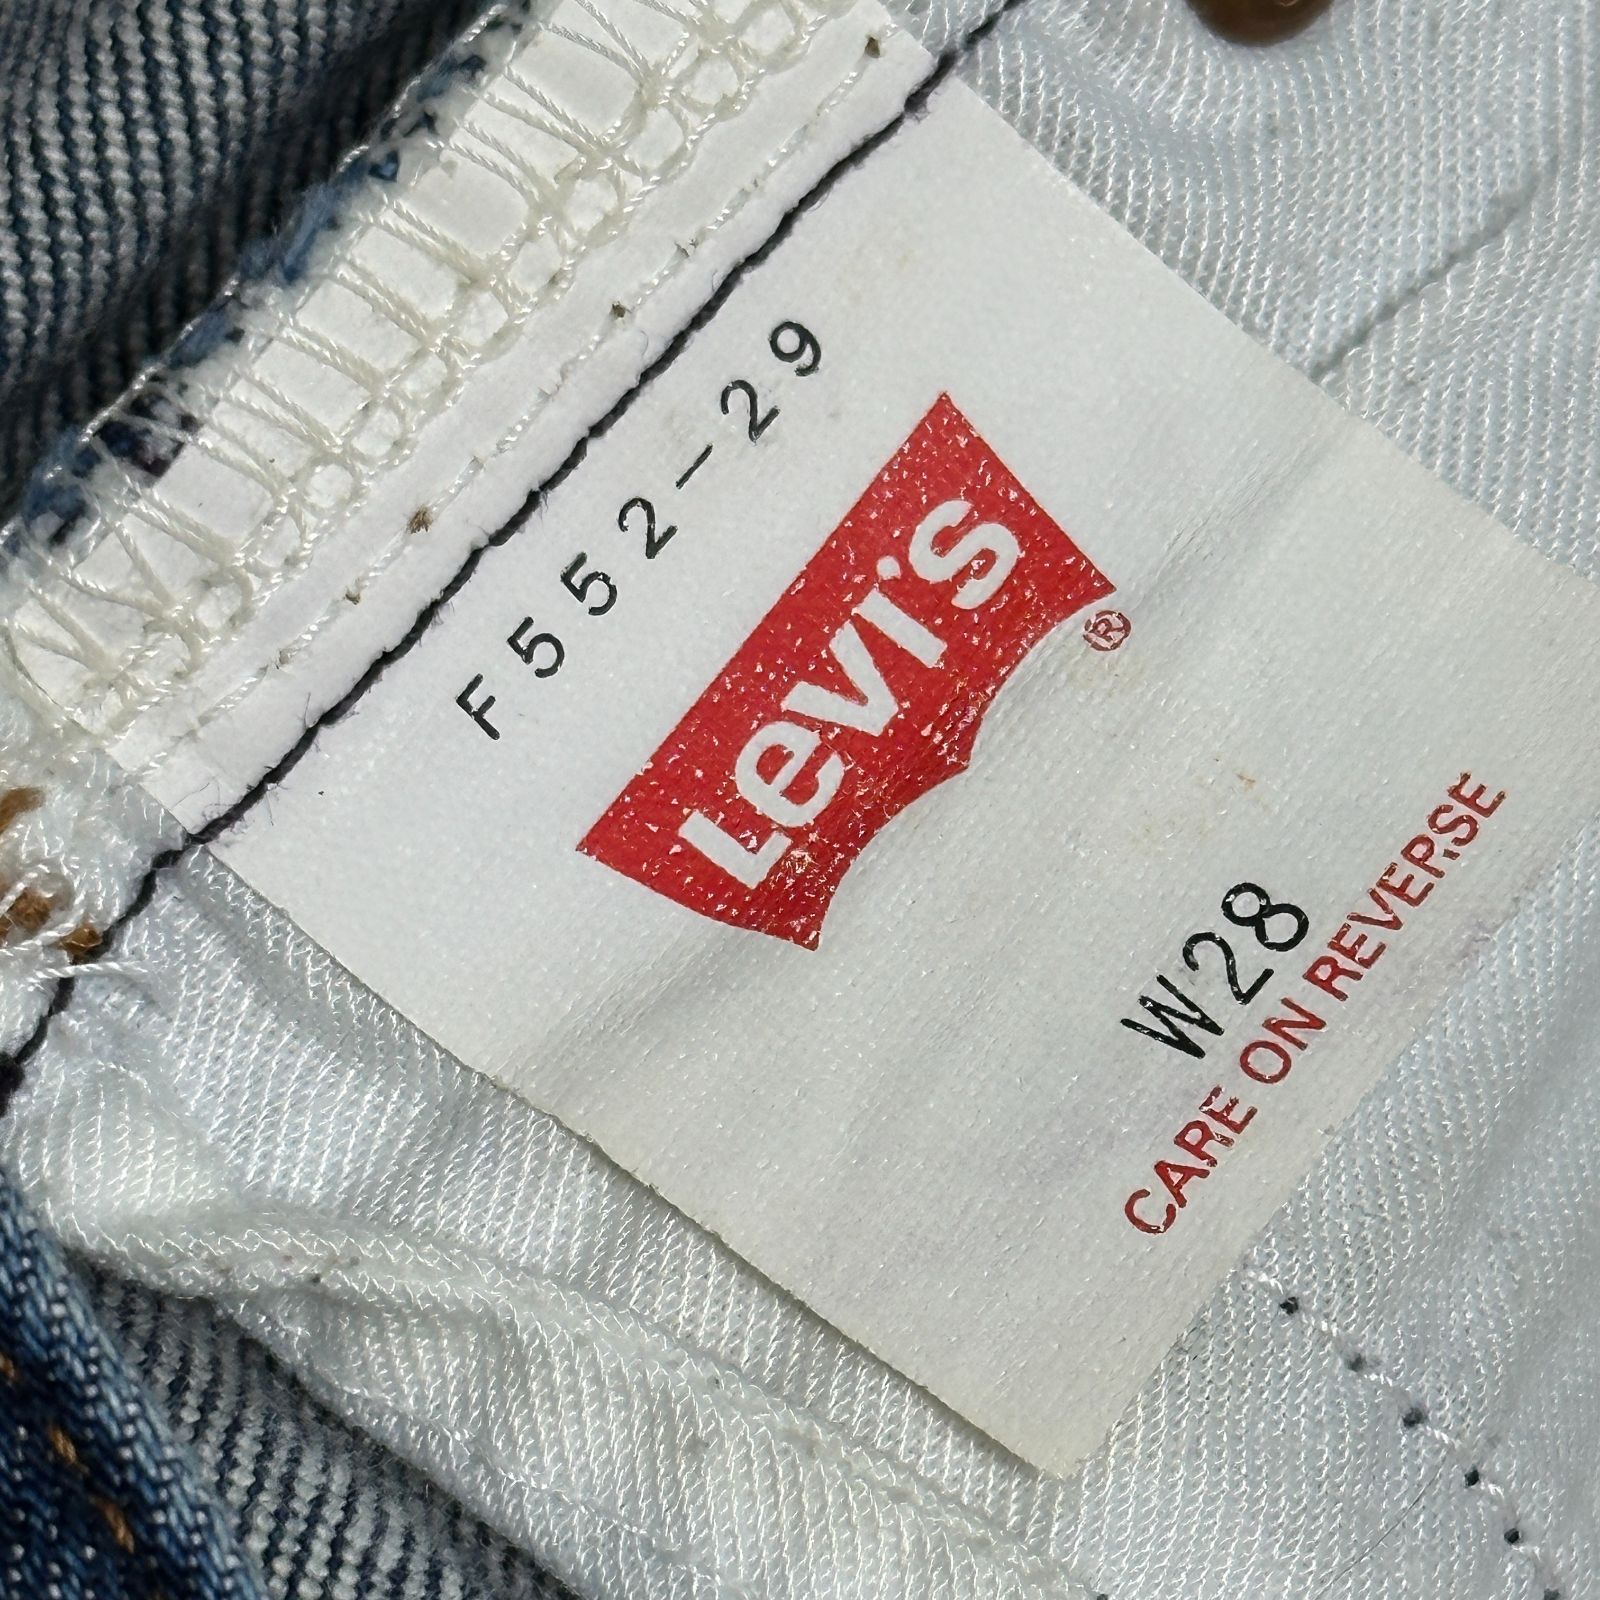 F552-29
Levi's®
W28
CARE ON REVERSE